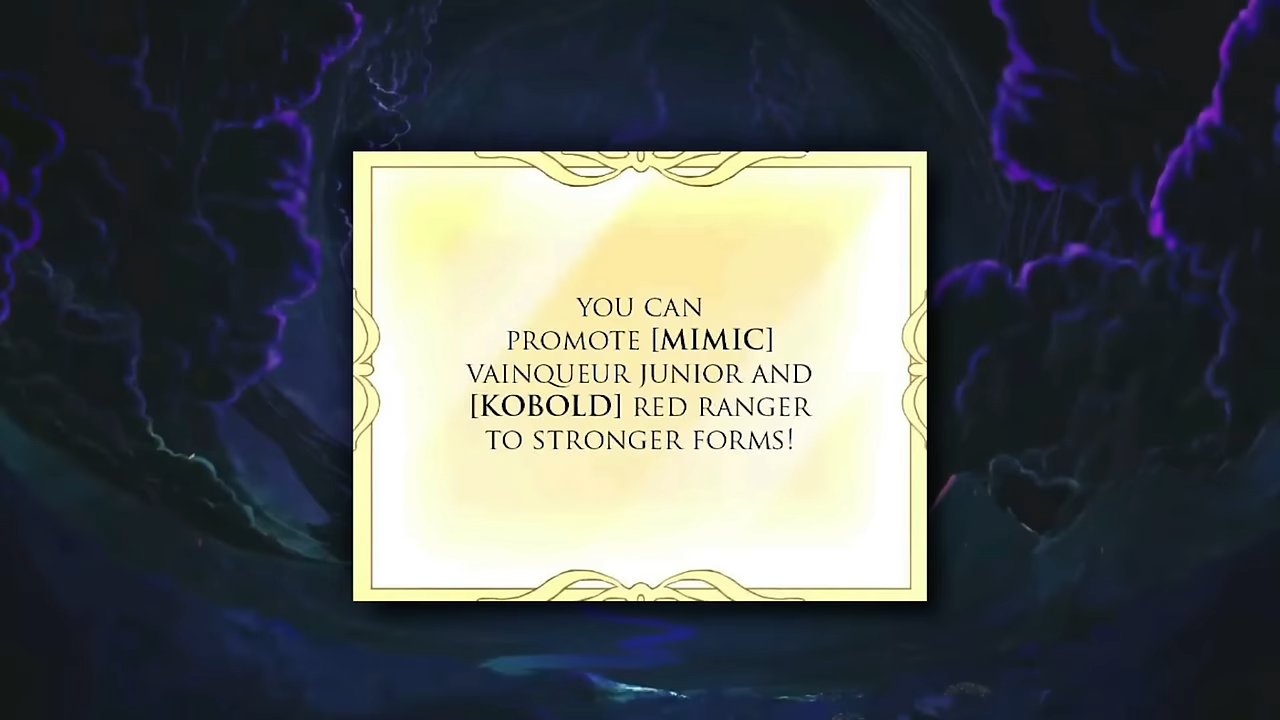 YOU CAN
PROMOTE [MIMIC]
VAINQUEUR JUNIOR AND
[KOBOLD] RED RANGER
TO STRONGER FORMS!